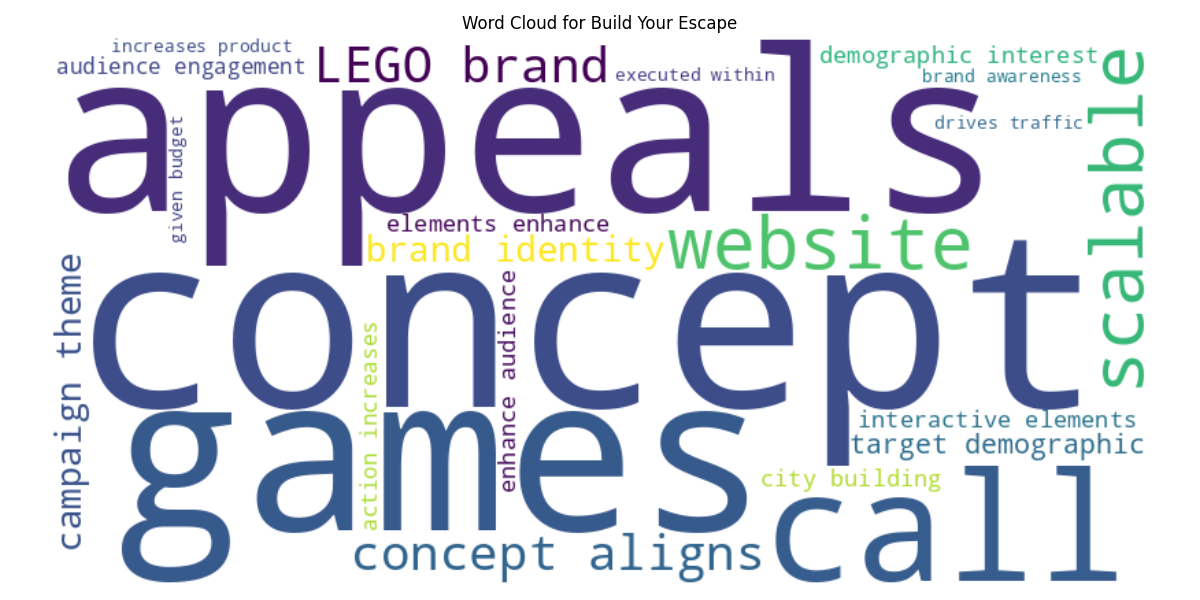 Word Cloud for Build Your Escape
increases product
audience engagement
LEGO brand
executed within
demographic interest
brand awareness
drives traffic
scalable
appeals
given budget
elements enhance
brand identity
website
campaign theme
concept
action increases
enhance audience
games
interactive elements
target demographic
city building
concept aligns
call